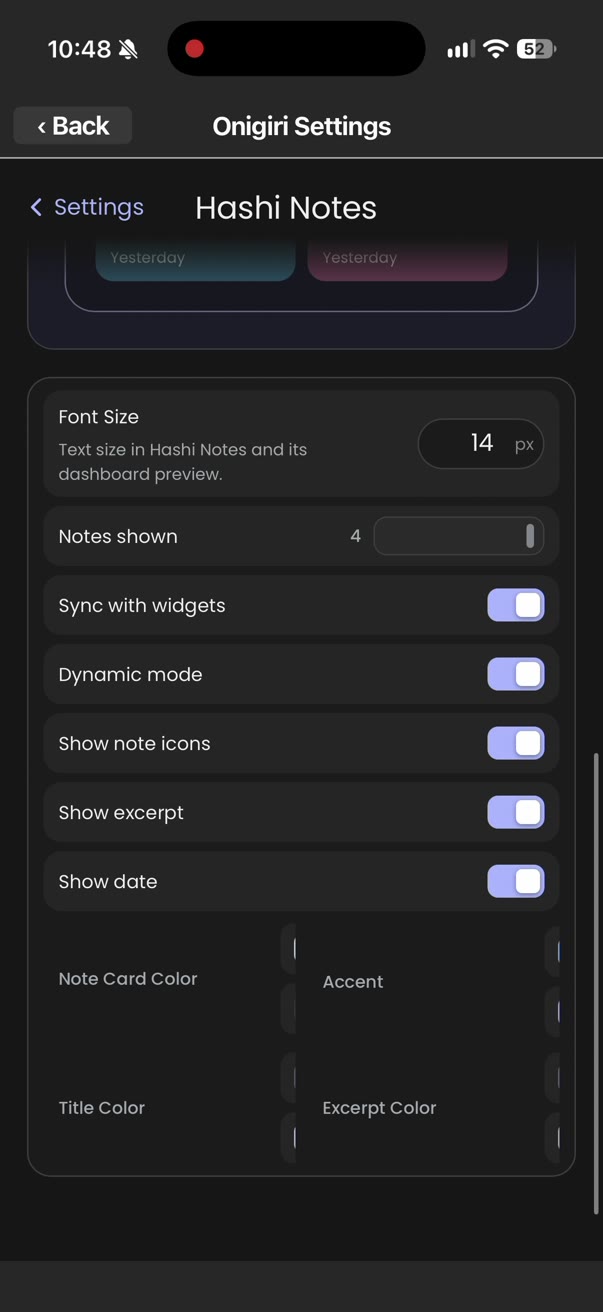 10:48
52
‹ Back
Onigiri Settings
Settings
Hashi Notes
Yesterday
Yesterday
Font Size
Text size in Hashi Notes and its
dashboard preview.
14 px
Notes shown
4
Sync with widgets
Dynamic mode
Show note icons
Show excerpt
Show date
Note Card Color
Accent
Title Color
Excerpt Color